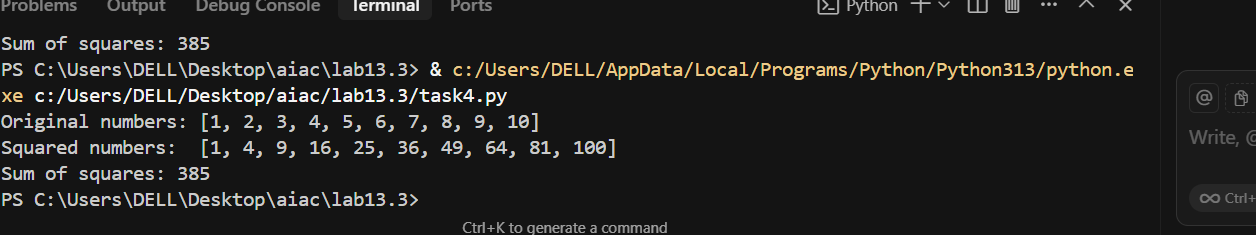 Problems Output Debug Console Terminal Ports Python
Sum of squares: 385
PS C:\Users\DELL\Desktop\aiac\lab13.3> & c:/Users/DELL/AppData/Local/Programs/Python/Python313/python.e
xe c:/Users/DELL/Desktop/aiac/lab13.3/task4.py
Original numbers: [1, 2, 3, 4, 5, 6, 7, 8, 9, 10]
Squared numbers:  [1, 4, 9, 16, 25, 36, 49, 64, 81, 100]
Sum of squares: 385
PS C:\Users\DELL\Desktop\aiac\lab13.3>
Ctrl+K to generate a command
@
Write, @
∞ Ctrl+